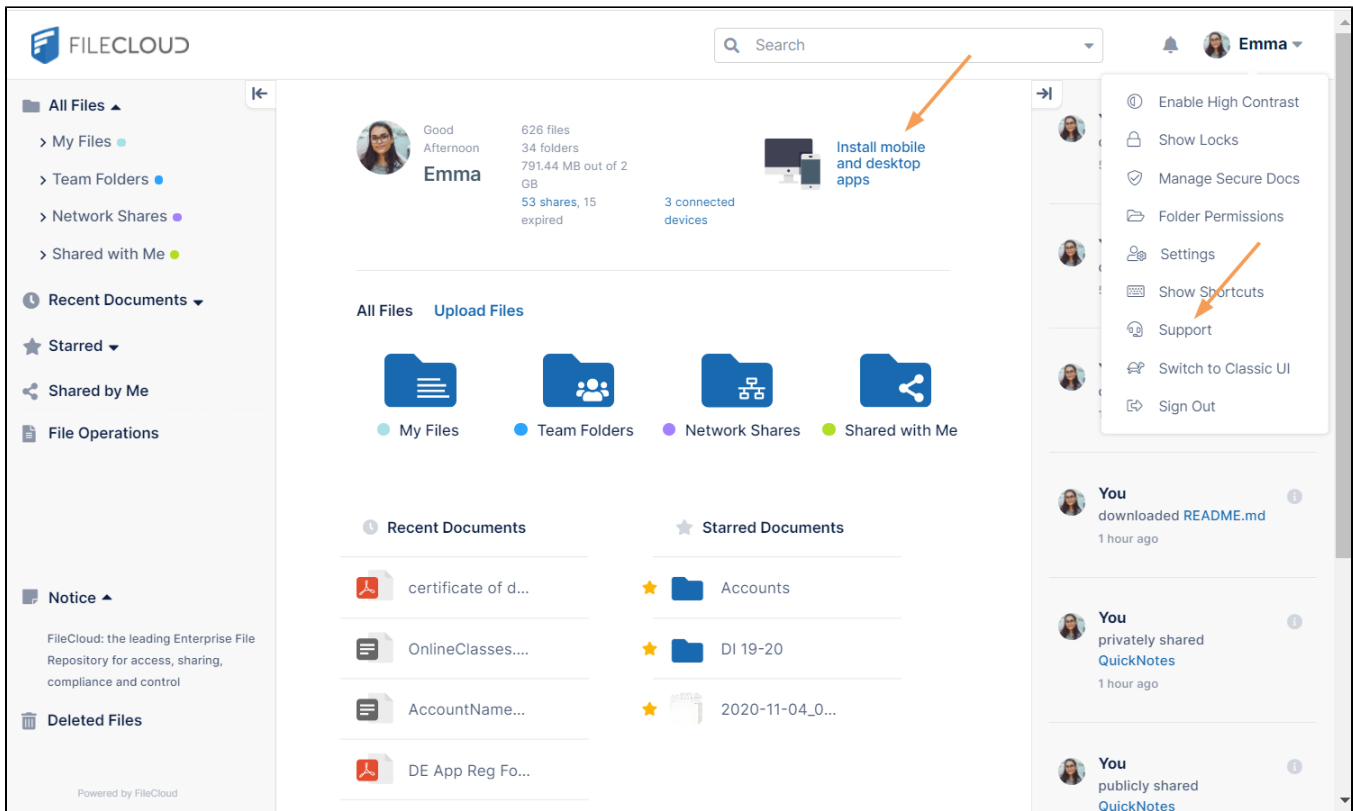 FILECLOUD
Search
Emma
All Files
My Files
Team Folders
Network Shares
Shared with Me
Recent Documents
Starred
Shared by Me
File Operations
Notice
FileCloud: the leading Enterprise File
Repository for access, sharing,
compliance and control
Deleted Files
Powered by FileCloud
Good
Afternoon
Emma
626 files
34 folders
791.44 MB out of 2
GB
53 shares, 15
expired
3 connected
devices
Install mobile
and desktop
apps
All Files Upload Files
My Files
Team Folders
Network Shares
Shared with Me
Recent Documents
certificate of d...
OnlineClasses....
AccountName...
DE App Reg Fo...
Starred Documents
Accounts
DI 19-20
2020-11-04_0...
Enable High Contrast
Show Locks
Manage Secure Docs
Folder Permissions
Settings
Show Shortcuts
Support
Switch to Classic UI
Sign Out
You
downloaded README.md
1 hour ago
You
privately shared
QuickNotes
1 hour ago
You
publicly shared
QuickNotes